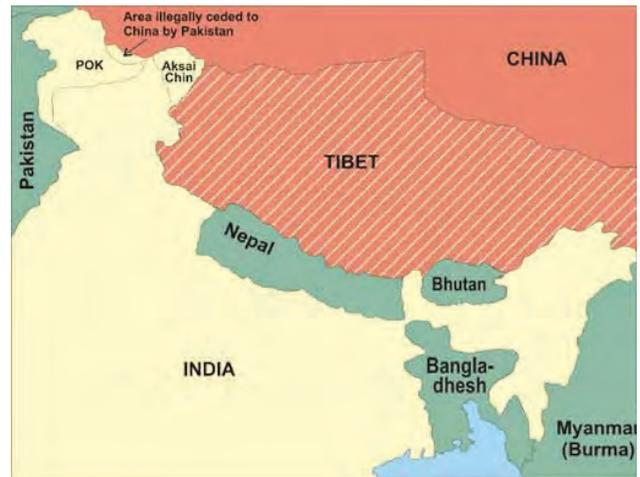 Area illegally ceded to
China by Pakistan
POK
Aksai
Chin
CHINA
Pakistan
TIBET
Nepal
Bhutan
INDIA
Bangla-
dhesh
Myanmar
(Burma)